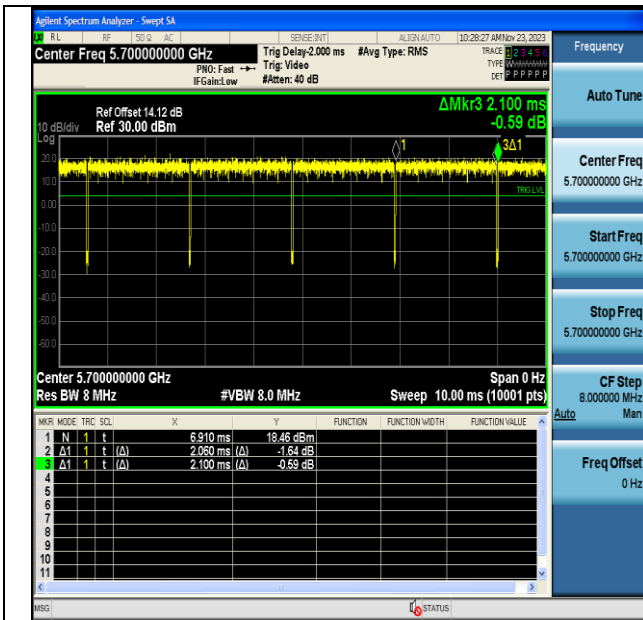 Agilent Spectrum Analyzer - Swept SA
RL RF 50 Ω AC SENSE:INT ALIGN AUTO 10:28:27 AM Nov 23, 2023
Center Freq 5.700000000 GHz
PNO: Fast
IFGain:Low
Trig Delay-2.000 ms
Trig: Video
#Atten: 40 dB
#Avg Type: RMS
TRACE 1 2 3 4 5 6
TYPE WWWWWW
DET P P P P P P
Ref Offset 14.12 dB
10 dB/div Ref 30.00 dBm
Log
ΔMkr3 2.100 ms
-0.59 dB
1
3Δ1
20.0
10.0
TRIG LVL
0.00
-10.0
-20.0
-30.0
-40.0
-50.0
-60.0
Center 5.700000000 GHz Span 0 Hz
Res BW 8 MHz #VBW 8.0 MHz Sweep 10.00 ms (10001 pts)
MKR MODE TRC SCL X Y FUNCTION FUNCTION WIDTH FUNCTION VALUE
1 N 1 t 6.910 ms 18.46 dBm
2 Δ1 1 t (Δ) 2.060 ms (Δ) -1.64 dB
3 Δ1 1 t (Δ) 2.100 ms (Δ) -0.59 dB
4
5
6
7
8
9
10
11
MSG STATUS
Frequency
Auto Tune
Center Freq
5.700000000 GHz
Start Freq
5.700000000 GHz
Stop Freq
5.700000000 GHz
CF Step
8.000000 MHz
Auto Man
Freq Offset
0 Hz